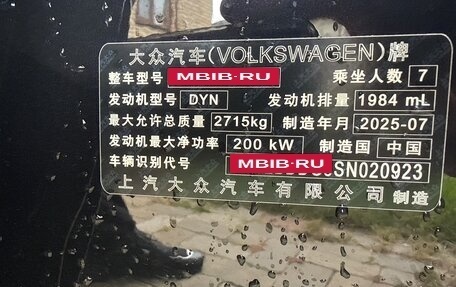 大众汽车(VOLKSWAGEN)牌
整车型号 MBIB·RU 乘坐人数 7
发动机型号 DYN 发动机排量 1984 mL
最大允许总质量 2715kg 制造年月 2025-07
发动机最大净功率 200 kW 制造国 中国
车辆识别代号 MBIB·RU SN020923
上汽大众汽车有限公司 制造